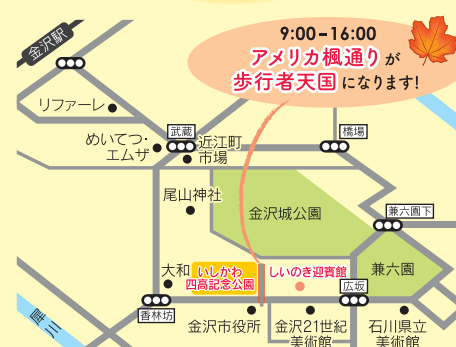 9:00−16:00
アメリカ楓通りが
歩行者天国になります!
金沢駅
リファーレ
めいてつ・
エムザ
武蔵
近江町
市場
橋場
尾山神社
金沢城公園
兼六園下
大和
いしかわ
四高記念公園
しいのき迎賓館
広坂
兼六園
香林坊
犀川
金沢市役所
金沢21世紀
美術館
石川県立
美術館